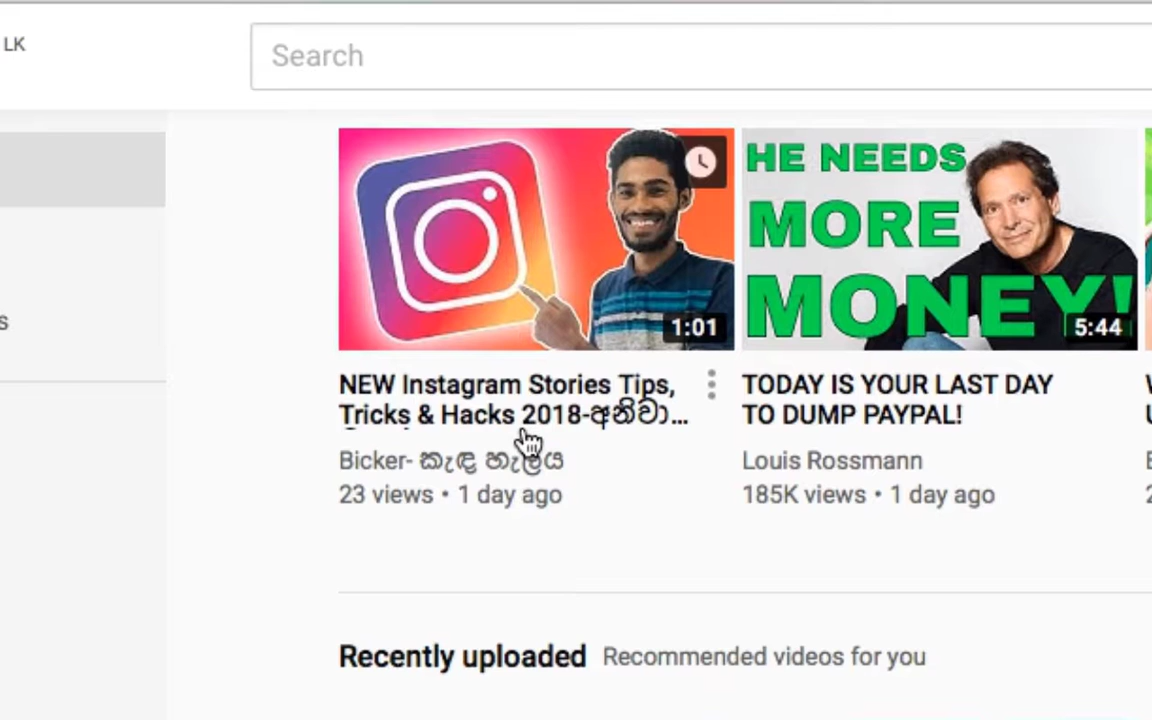 LK
Search
HE NEEDS
MORE
MONEY!
1:01
5:44
NEW Instagram Stories Tips,
Tricks & Hacks 2018-අනිවා...
TODAY IS YOUR LAST DAY
TO DUMP PAYPAL!
Bicker- කැඳ හැලිය
Louis Rossmann
23 views • 1 day ago
185K views • 1 day ago
Recently uploaded Recommended videos for you